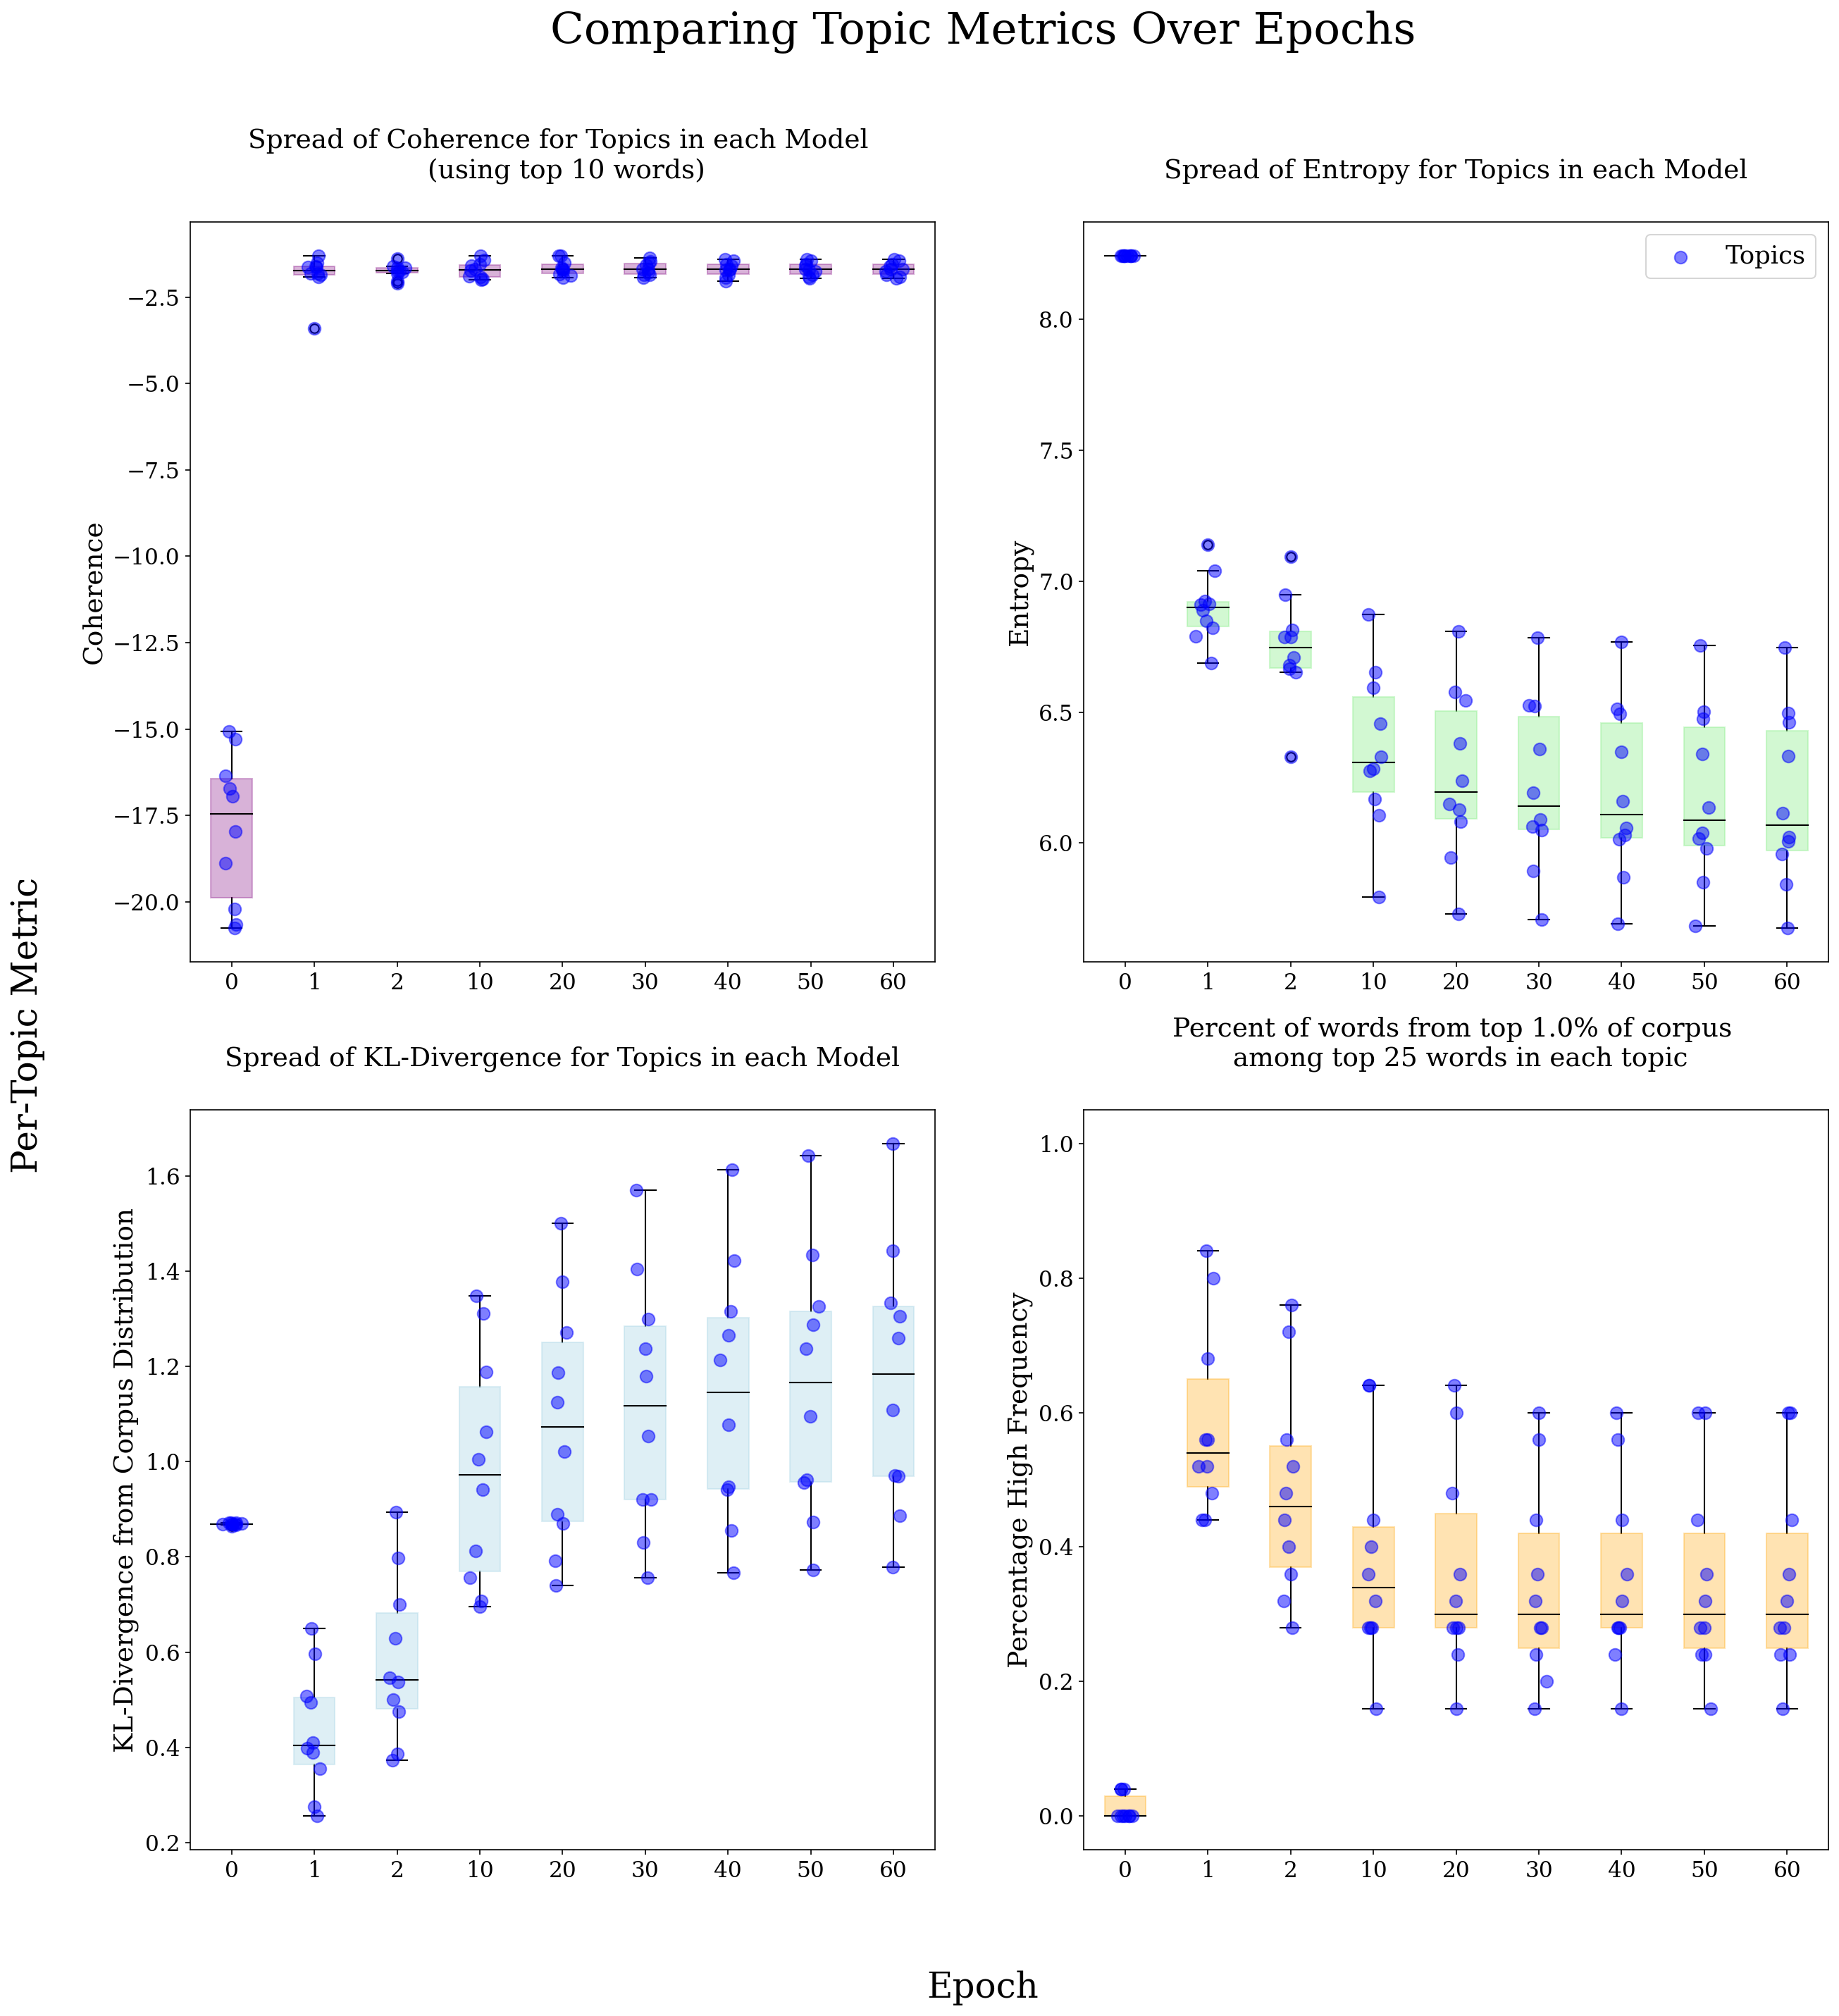 Comparing Topic Metrics Over Epochs
Spread of Coherence for Topics in each Model
(using top 10 words)
Coherence
−2.5
−5.0
−7.5
−10.0
−12.5
−15.0
−17.5
−20.0
0 1 2 10 20 30 40 50 60
Spread of Entropy for Topics in each Model
Topics
Entropy
8.0
7.5
7.0
6.5
6.0
0 1 2 10 20 30 40 50 60
Per-Topic Metric
Spread of KL-Divergence for Topics in each Model
KL-Divergence from Corpus Distribution
1.6
1.4
1.2
1.0
0.8
0.6
0.4
0.2
0 1 2 10 20 30 40 50 60
Percent of words from top 1.0% of corpus
among top 25 words in each topic
Percentage High Frequency
1.0
0.8
0.6
0.4
0.2
0.0
0 1 2 10 20 30 40 50 60
Epoch